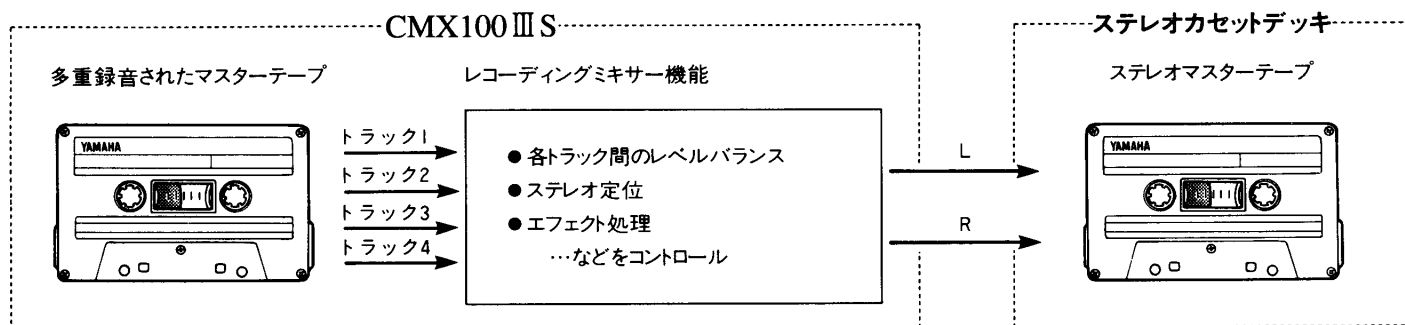 CMX100ⅢS
ステレオカセットデッキ
多重録音されたマスターテープ
レコーディングミキサー機能
ステレオマスターテープ
YAMAHA
トラック1
トラック2
トラック3
トラック4
●各トラック間のレベルバランス
●ステレオ定位
●エフェクト処理
…などをコントロール
L
R
YAMAHA